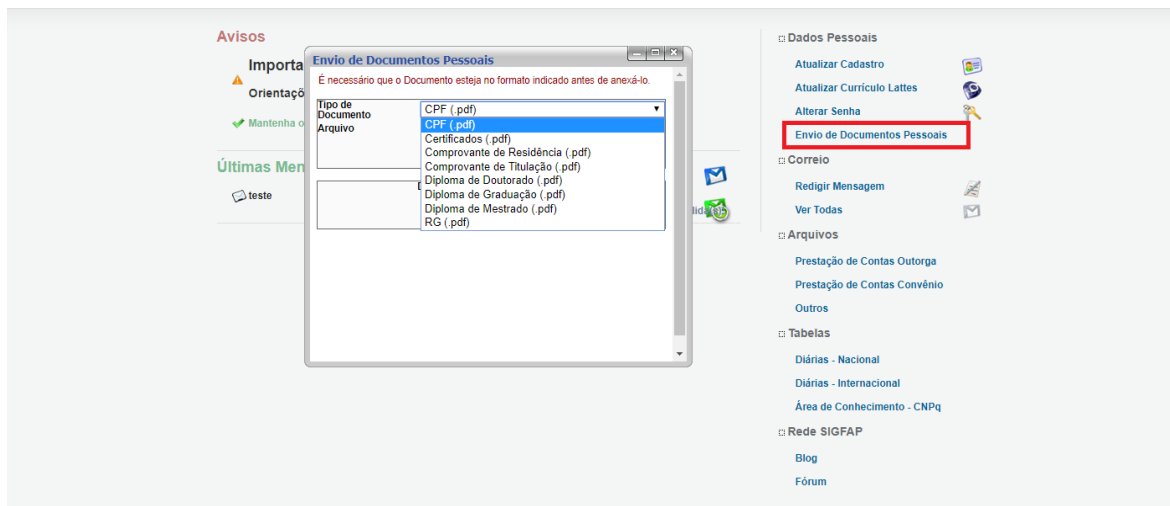 Avisos
Importa
Orientaçõ
Mantenha o
Últimas Men
teste
Envio de Documentos Pessoais
É necessário que o Documento esteja no formato indicado antes de anexá-lo.
Tipo de Documento
CPF (.pdf)
Arquivo
CPF (.pdf)
Certificados (.pdf)
Comprovante de Residência (.pdf)
Comprovante de Titulação (.pdf)
Diploma de Doutorado (.pdf)
Diploma de Graduação (.pdf)
Diploma de Mestrado (.pdf)
RG (.pdf)
Dados Pessoais
Atualizar Cadastro
Atualizar Currículo Lattes
Alterar Senha
Envio de Documentos Pessoais
Correio
Redigir Mensagem
Ver Todas
Arquivos
Prestação de Contas Outorga
Prestação de Contas Convênio
Outros
Tabelas
Diárias - Nacional
Diárias - Internacional
Área de Conhecimento - CNPq
Rede SIGFAP
Blog
Fórum